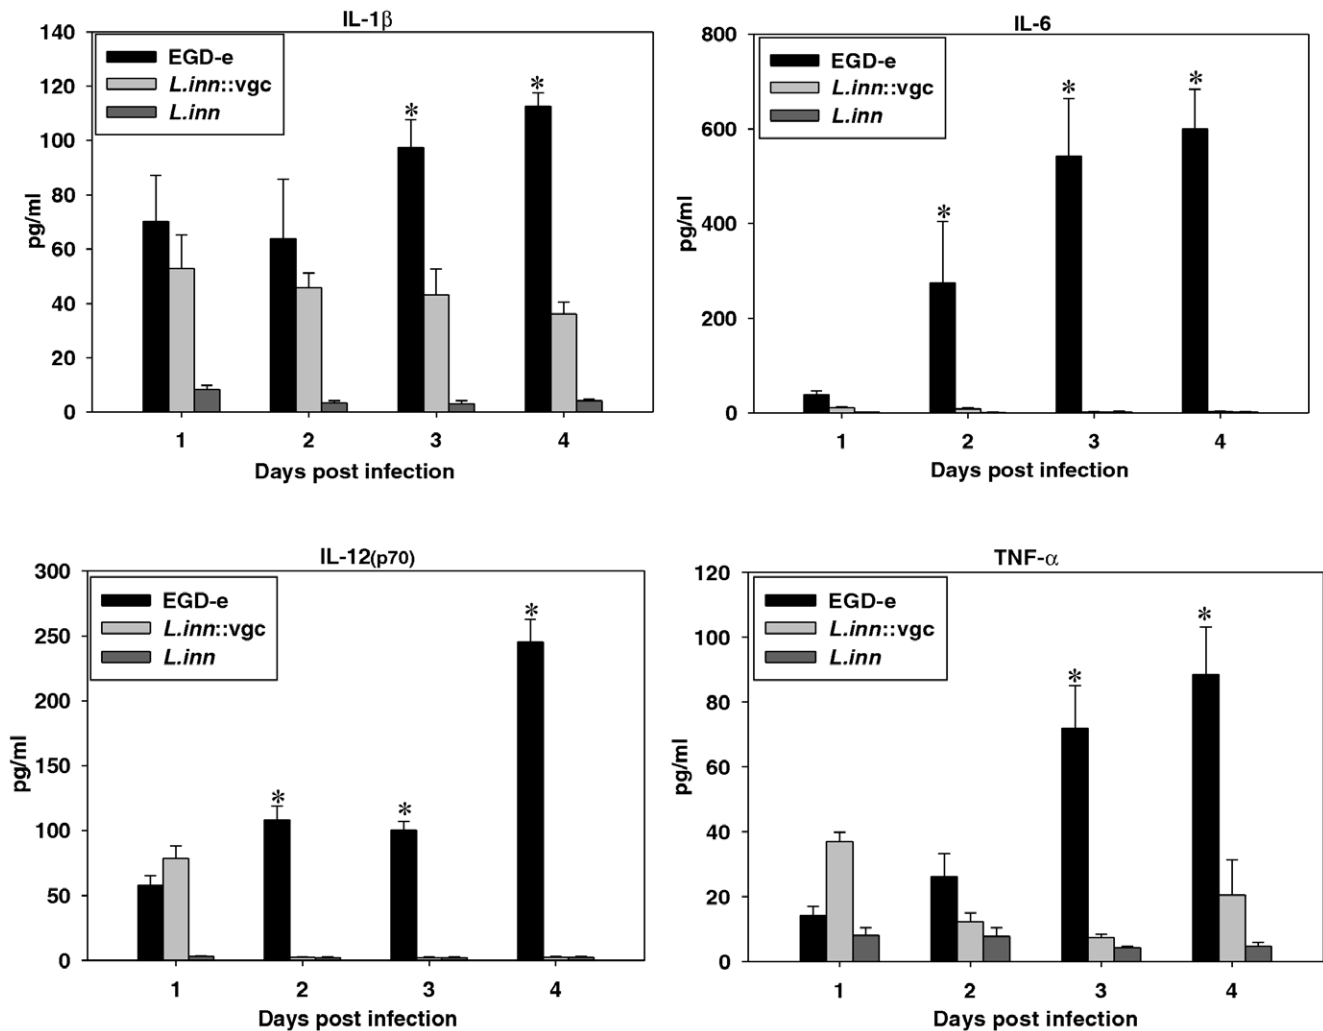 IL-1β
140
120
100
80
60
40
20
0
pg/ml
EGD-e
L.inn::vgc
L.inn
*
*
1 2 3 4
Days post infection
IL-6
800
600
400
200
0
pg/ml
EGD-e
L.inn::vgc
L.inn
*
*
*
1 2 3 4
Days post infection
IL-12(p70)
300
250
200
150
100
50
0
pg/ml
EGD-e
L.inn::vgc
L.inn
*
*
*
1 2 3 4
Days post infection
TNF-α
120
100
80
60
40
20
0
pg/ml
EGD-e
L.inn::vgc
L.inn
*
*
1 2 3 4
Days post infection